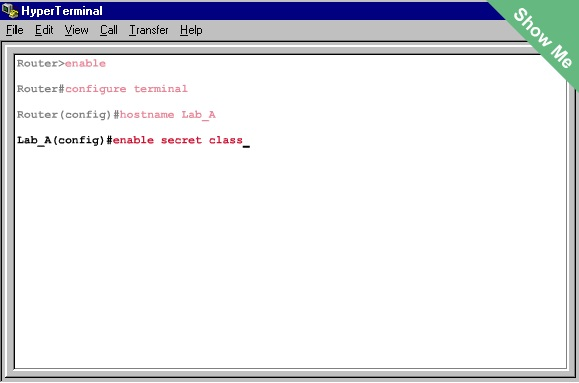 HyperTerminal
File Edit View Call Transfer Help
Show Me
Router>enable
Router#configure terminal
Router(config)#hostname Lab_A
Lab_A(config)#enable secret class_